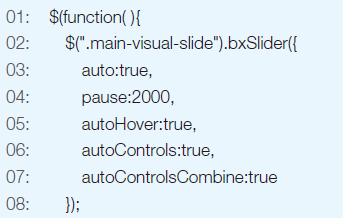 01: $(function( ){
02: $(".main-visual-slide").bxSlider({
03: auto:true,
04: pause:2000,
05: autoHover:true,
06: autoControls:true,
07: autoControlsCombine:true
08: });